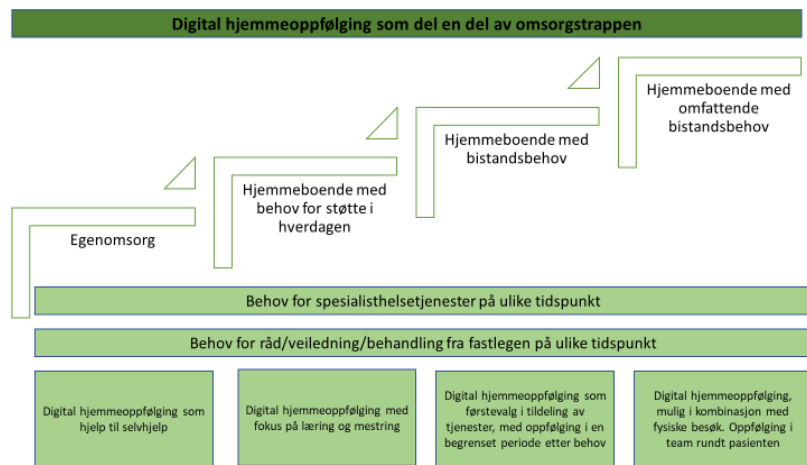 Digital hjemmeoppfølging som del en del av omsorgstrappen
Hjemmeboende med
omfattende
bistandsbehov
Hjemmeboende med
bistandsbehov
Hjemmeboende med
behov for støtte i
hverdagen
Egenomsorg
Behov for spesialisthelsetjenester på ulike tidspunkt
Behov for råd/veiledning/behandling fra fastlegen på ulike tidspunkt
Digital hjemmeoppfølging som
hjelp til selvhjelp
Digital hjemmeoppfølging med
fokus på læring og mestring
Digital hjemmeoppfølging som
førstevalg i tildeling av
tjenester, med oppfølging i en
begrenset periode etter behov
Digital hjemmeoppfølging,
mulig i kombinasjon med
fysiske besøk. Oppfølging i
team rundt pasienten